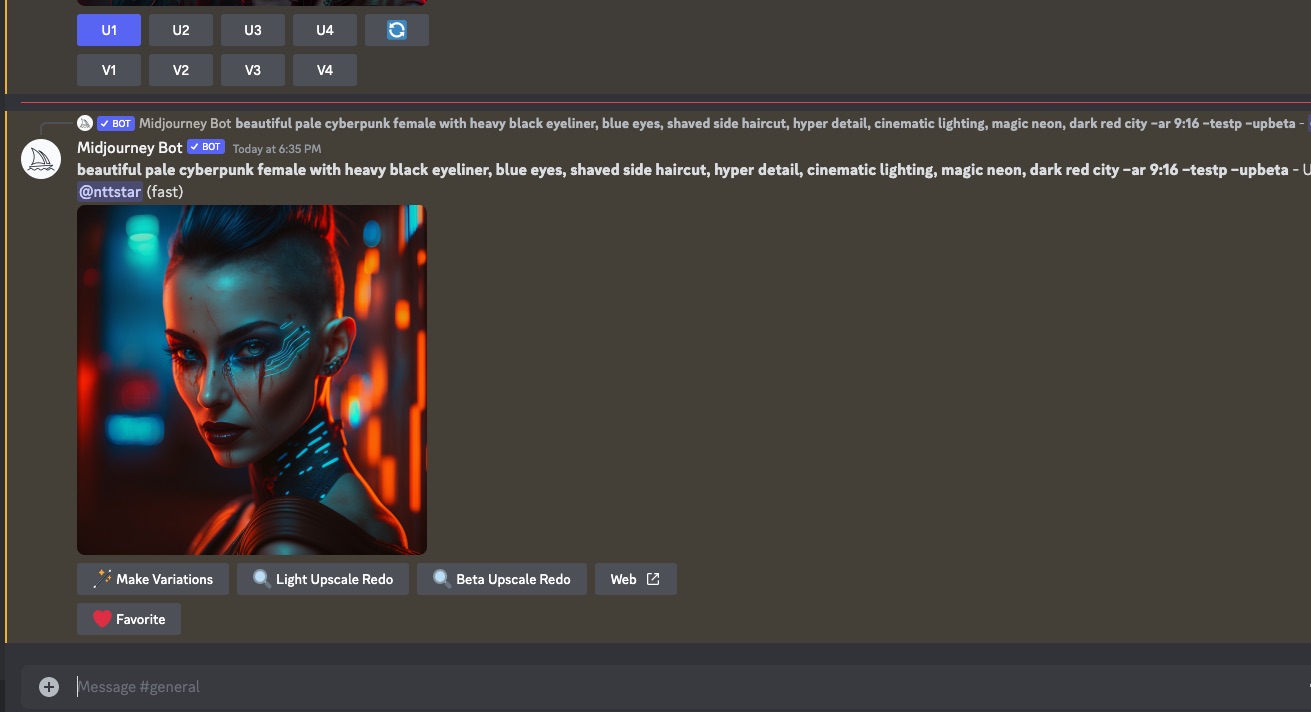 U1 U2 U3 U4
V1 V2 V3 V4
✓ BOT Midjourney Bot beautiful pale cyberpunk female with heavy black eyeliner, blue eyes, shaved side haircut, hyper detail, cinematic lighting, magic neon, dark red city –ar 9:16 –testp –upbeta -
Midjourney Bot ✓ BOT Today at 6:35 PM
beautiful pale cyberpunk female with heavy black eyeliner, blue eyes, shaved side haircut, hyper detail, cinematic lighting, magic neon, dark red city –ar 9:16 –testp –upbeta -
@nttstar (fast)
Make Variations Light Upscale Redo Beta Upscale Redo Web
Favorite
Message #general